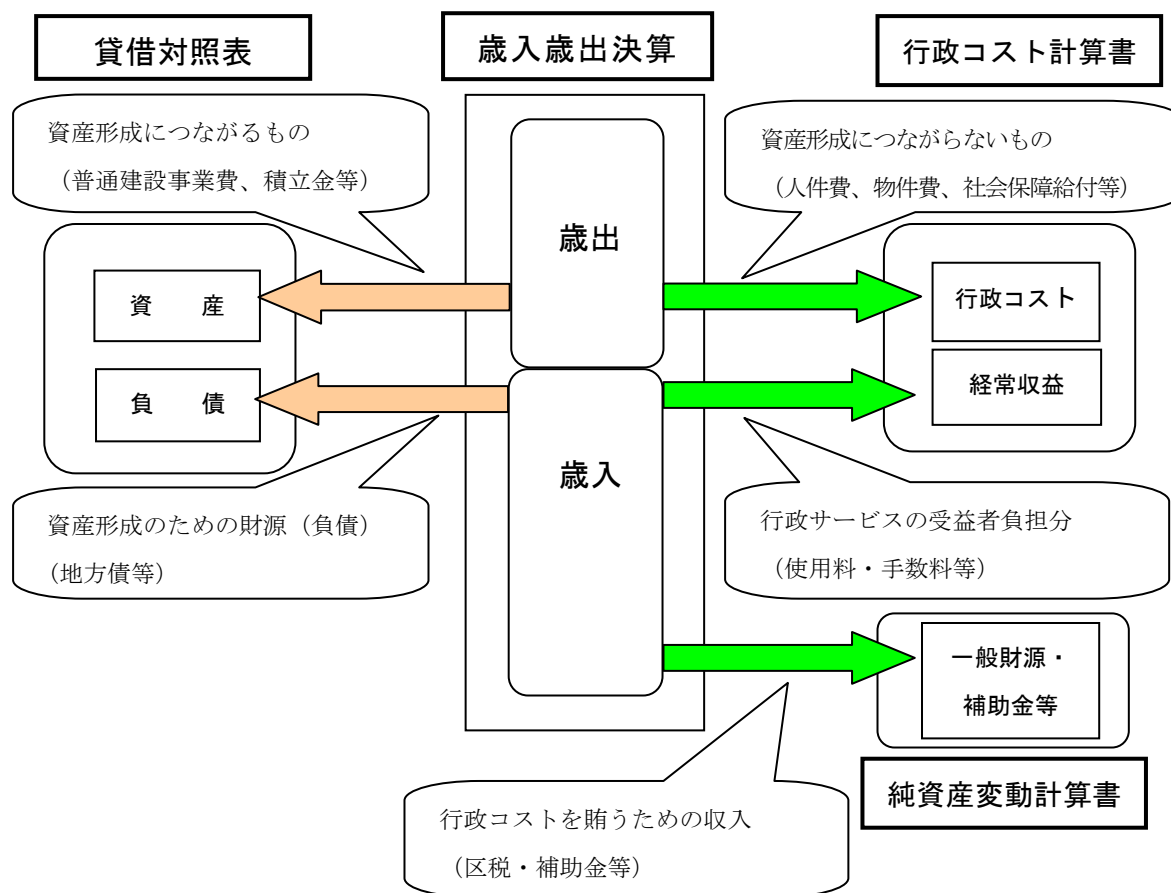 貸借対照表
歳入歳出決算
行政コスト計算書
資産形成につながるもの
(普通建設事業費、積立金等)
資産形成につながらないもの
(人件費、物件費、社会保障給付等)
歳出
資　産
行政コスト
負　債
経常収益
歳入
資産形成のための財源(負債)
(地方債等)
行政サービスの受益者負担分
(使用料・手数料等)
一般財源・
補助金等
純資産変動計算書
行政コストを賄うための収入
(区税・補助金等)